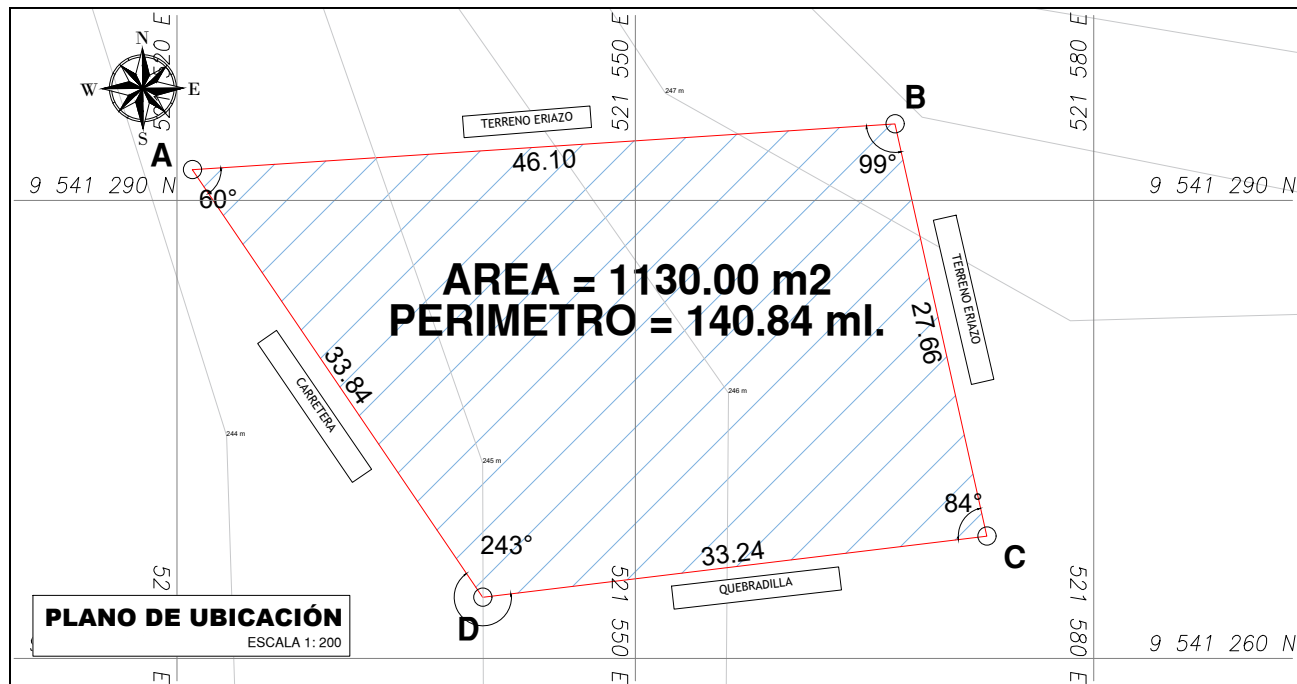 521 550 E
521 580 E
N
W
E
S
247 m
B
TERRENO ERIAZO
A
46.10
99°
9 541 290 N
9 541 290 N
60°
AREA = 1130.00 m2
PERIMETRO = 140.84 ml.
TERRENO ERIAZO
27.66
33.84
CARRETERA
246 m
244 m
245 m
84°
243°
33.24
C
QUEBRADILLA
D
PLANO DE UBICACIÓN
ESCALA 1: 200
521 550 E
521 580 E
9 541 260 N